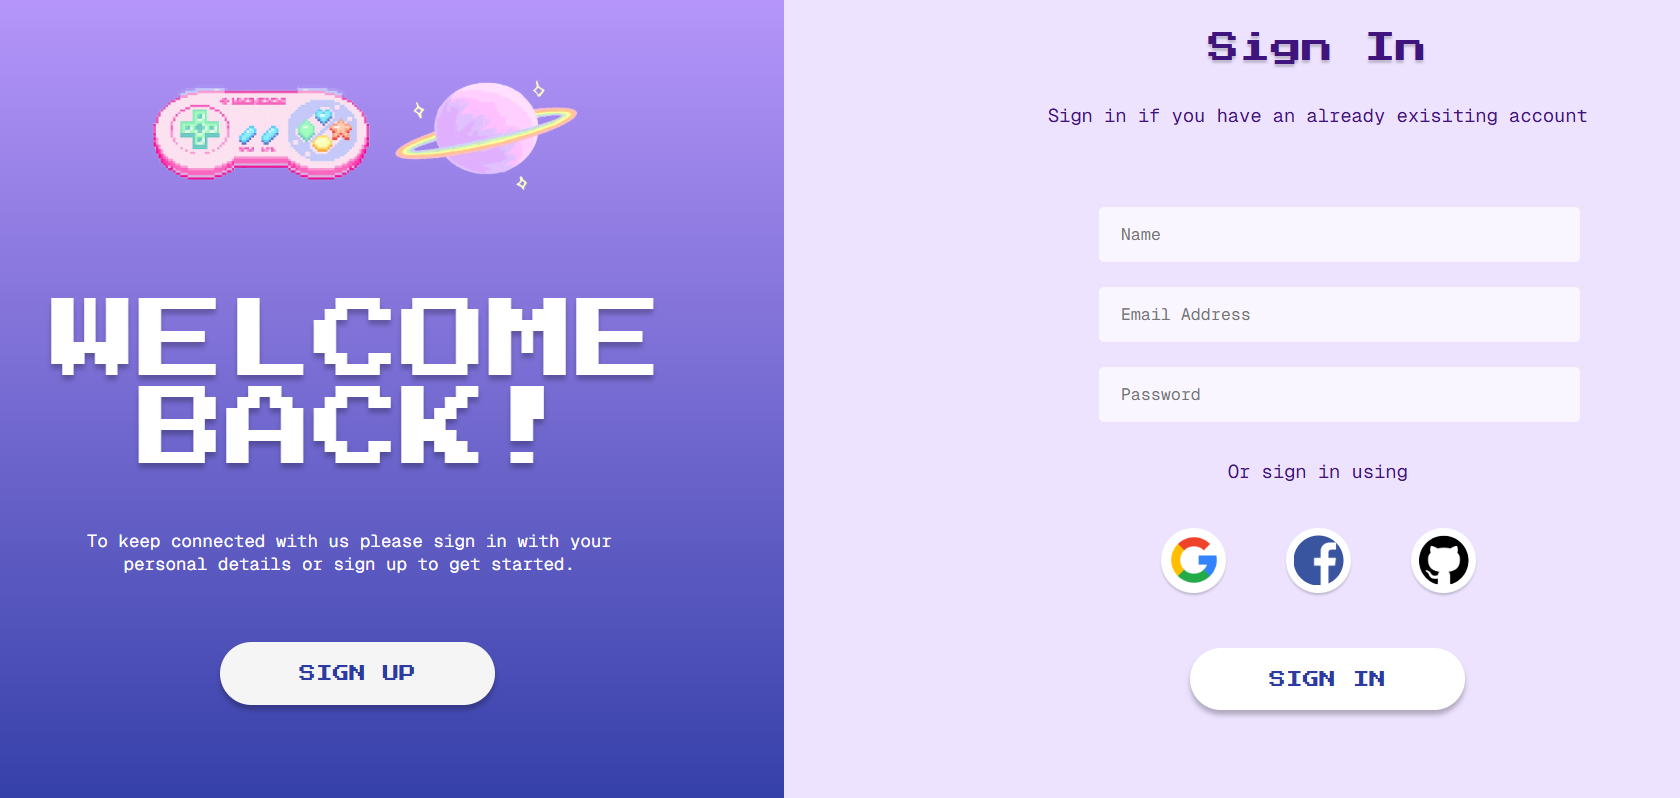 WELCOME
BACK!
To keep connected with us please sign in with your
personal details or sign up to get started.
SIGN UP
Sign In
Sign in if you have an already exisiting account
Name
Email Address
Password
Or sign in using
SIGN IN